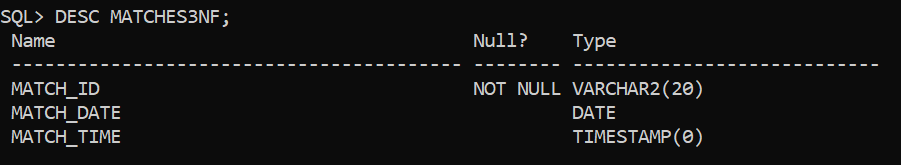 SQL> DESC MATCHES3NF;
Name Null? Type
----------------------------------------- -------- ----------------------------
MATCH_ID NOT NULL VARCHAR2(20)
MATCH_DATE DATE
MATCH_TIME TIMESTAMP(0)